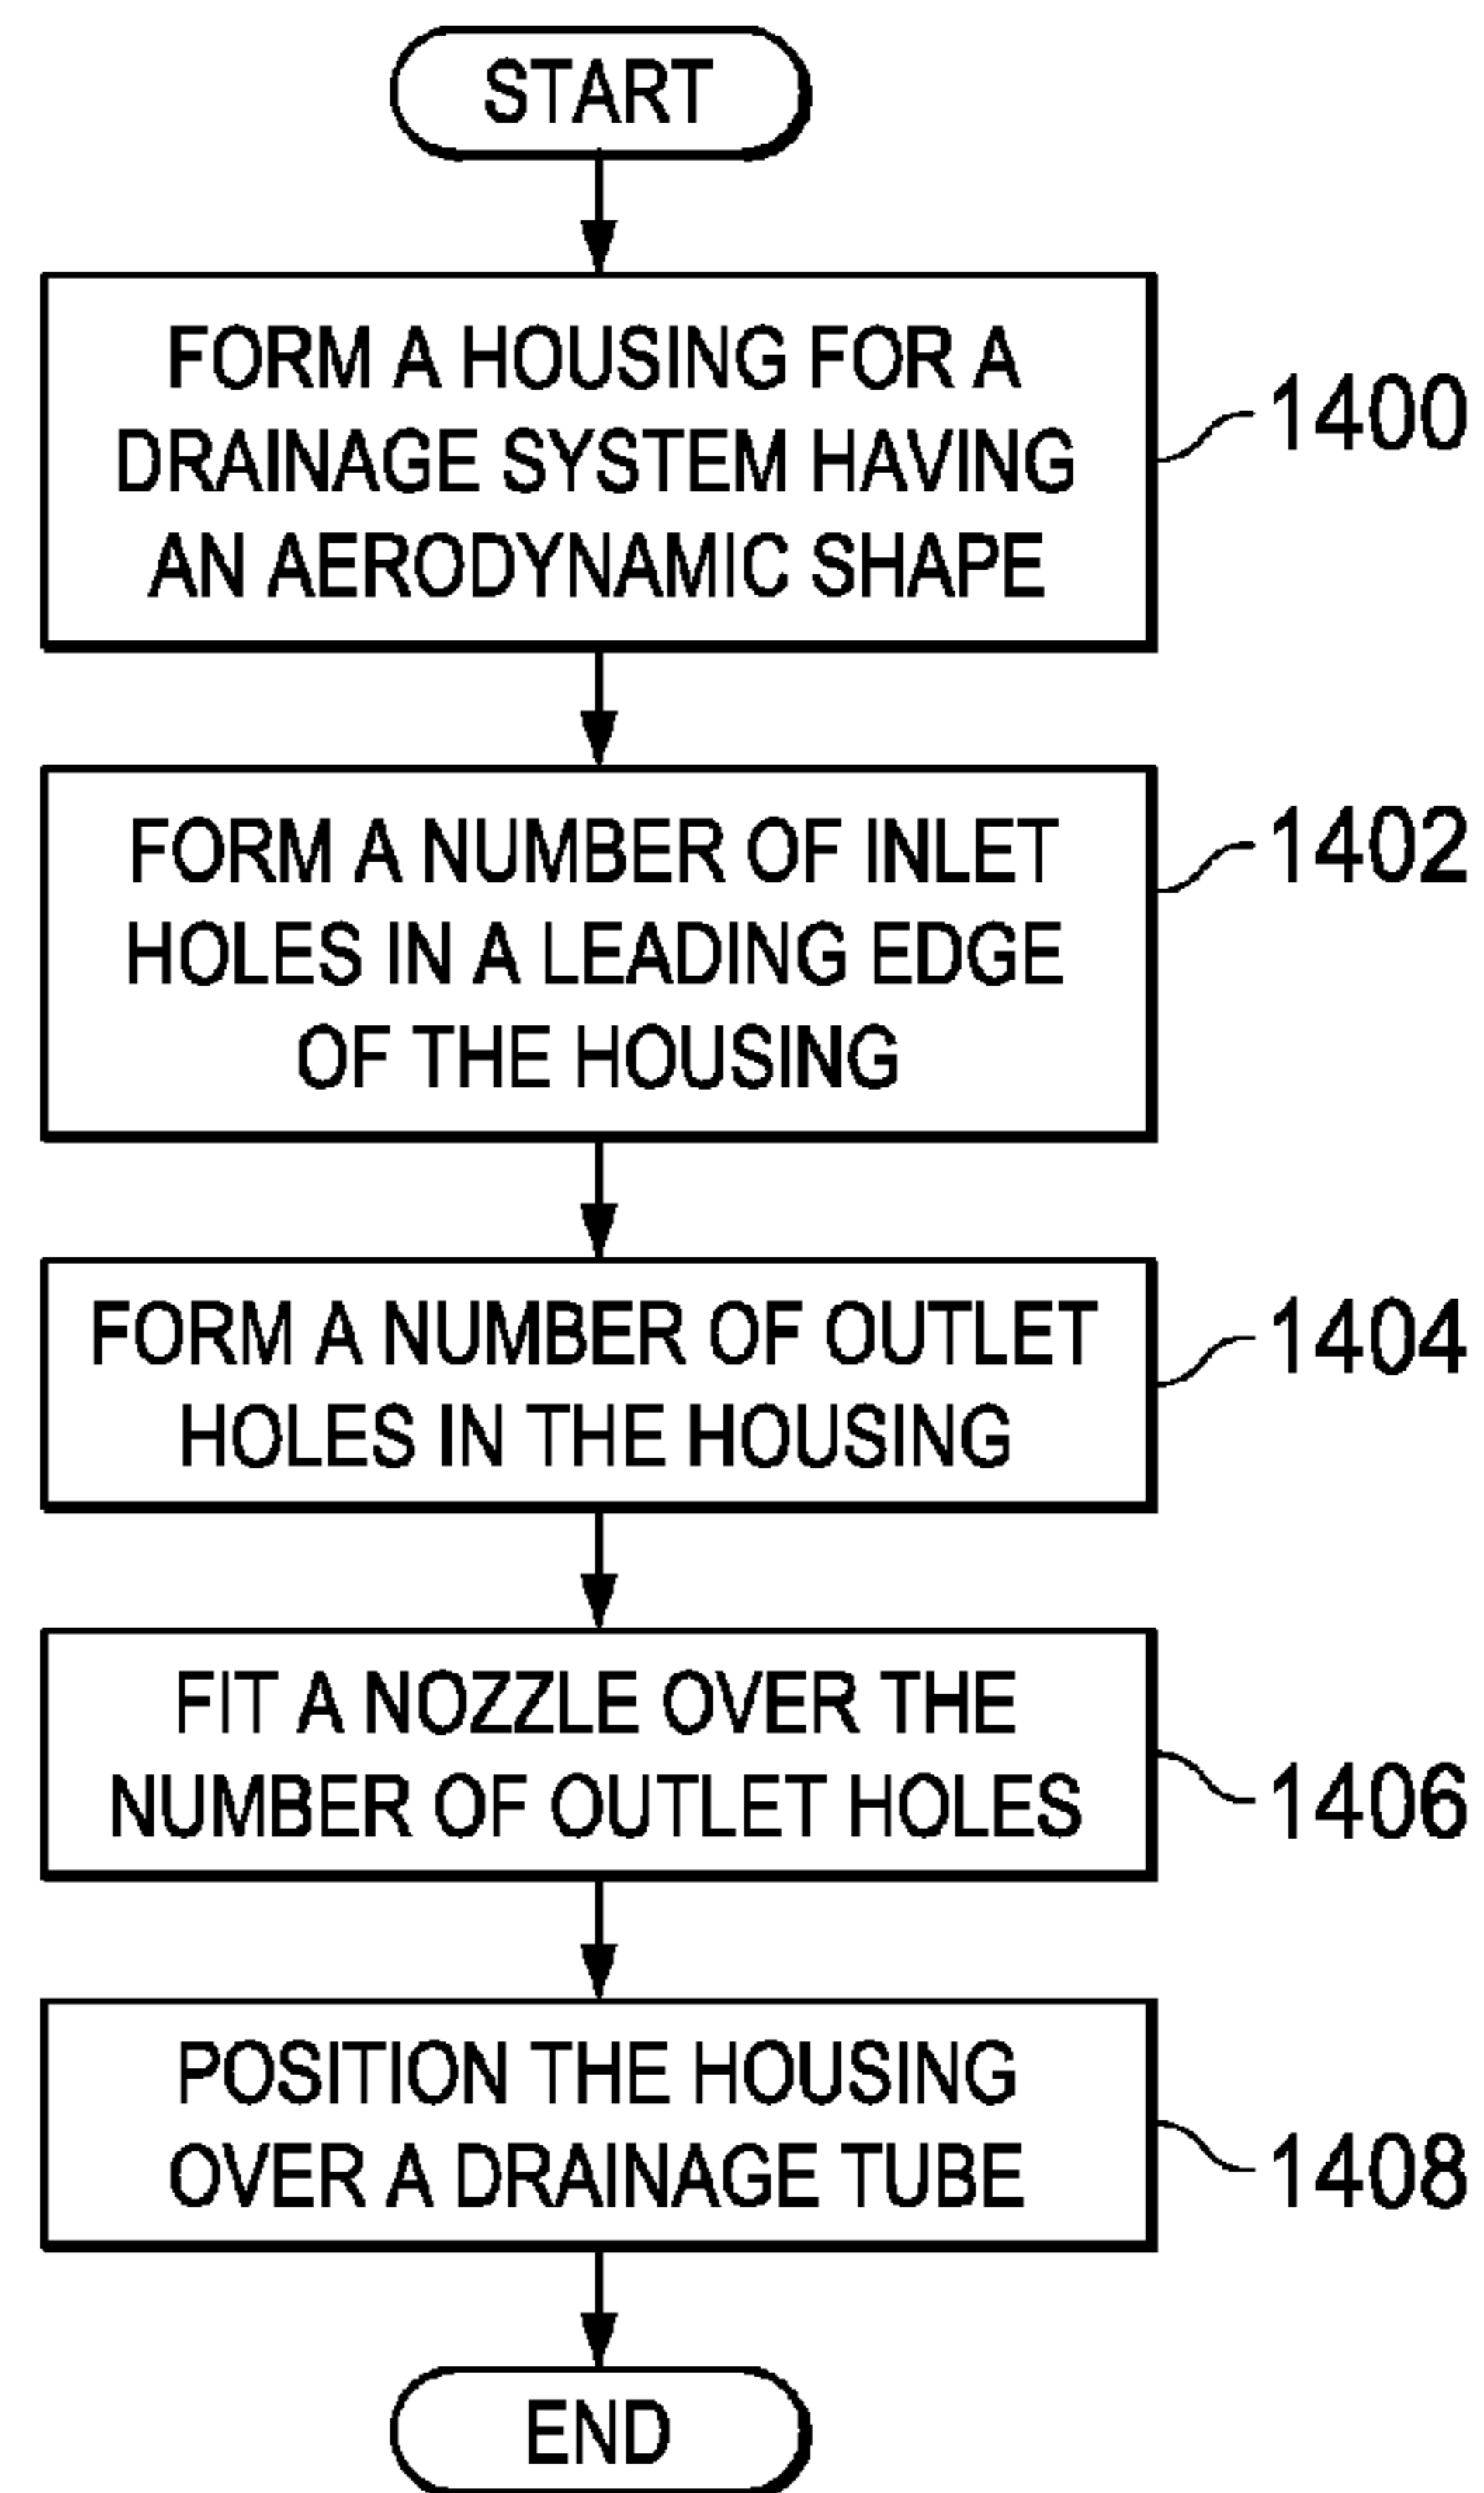 START
FORM A HOUSING FOR A
DRAINAGE SYSTEM HAVING
AN AERODYNAMIC SHAPE
1400
FORM A NUMBER OF INLET
HOLES IN A LEADING EDGE
OF THE HOUSING
1402
FORM A NUMBER OF OUTLET
HOLES IN THE HOUSING
1404
FIT A NOZZLE OVER THE
NUMBER OF OUTLET HOLES
1406
POSITION THE HOUSING
OVER A DRAINAGE TUBE
1408
END